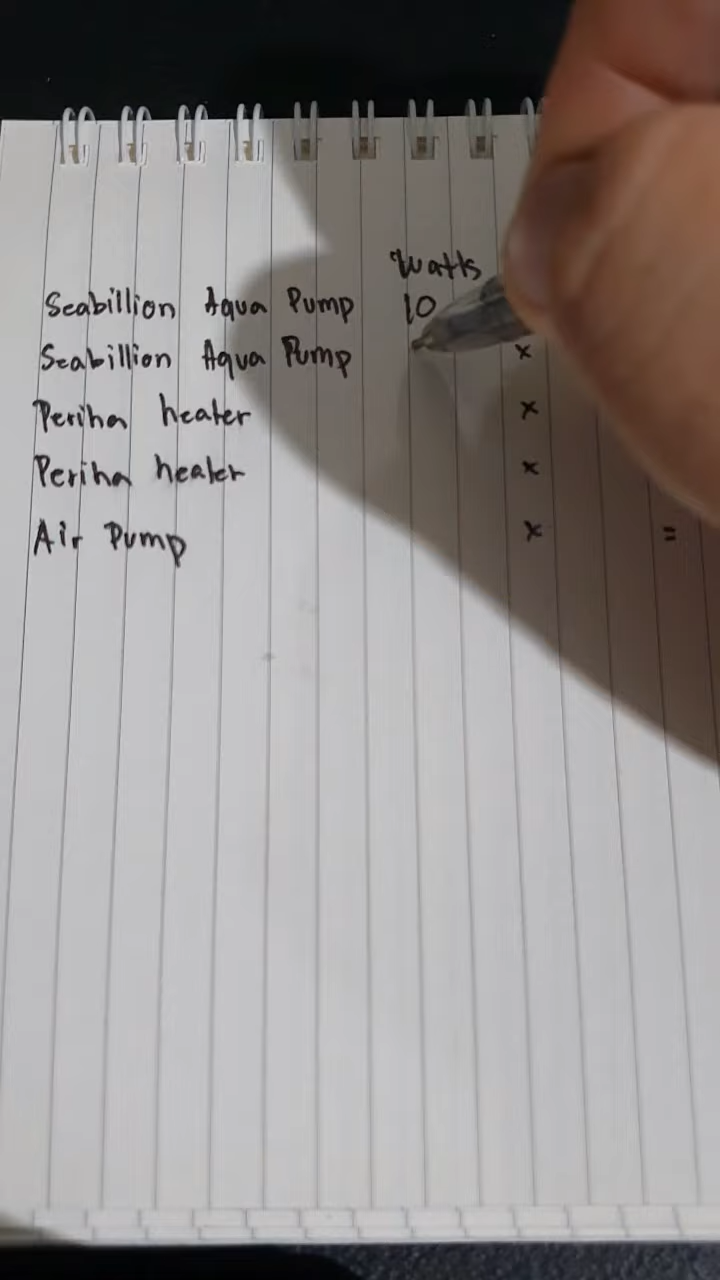 Watts
Seabillion Aqua Pump 10
Seabillion Aqua Pump x
Periha heater x
Periha heater x
Air Pump x =